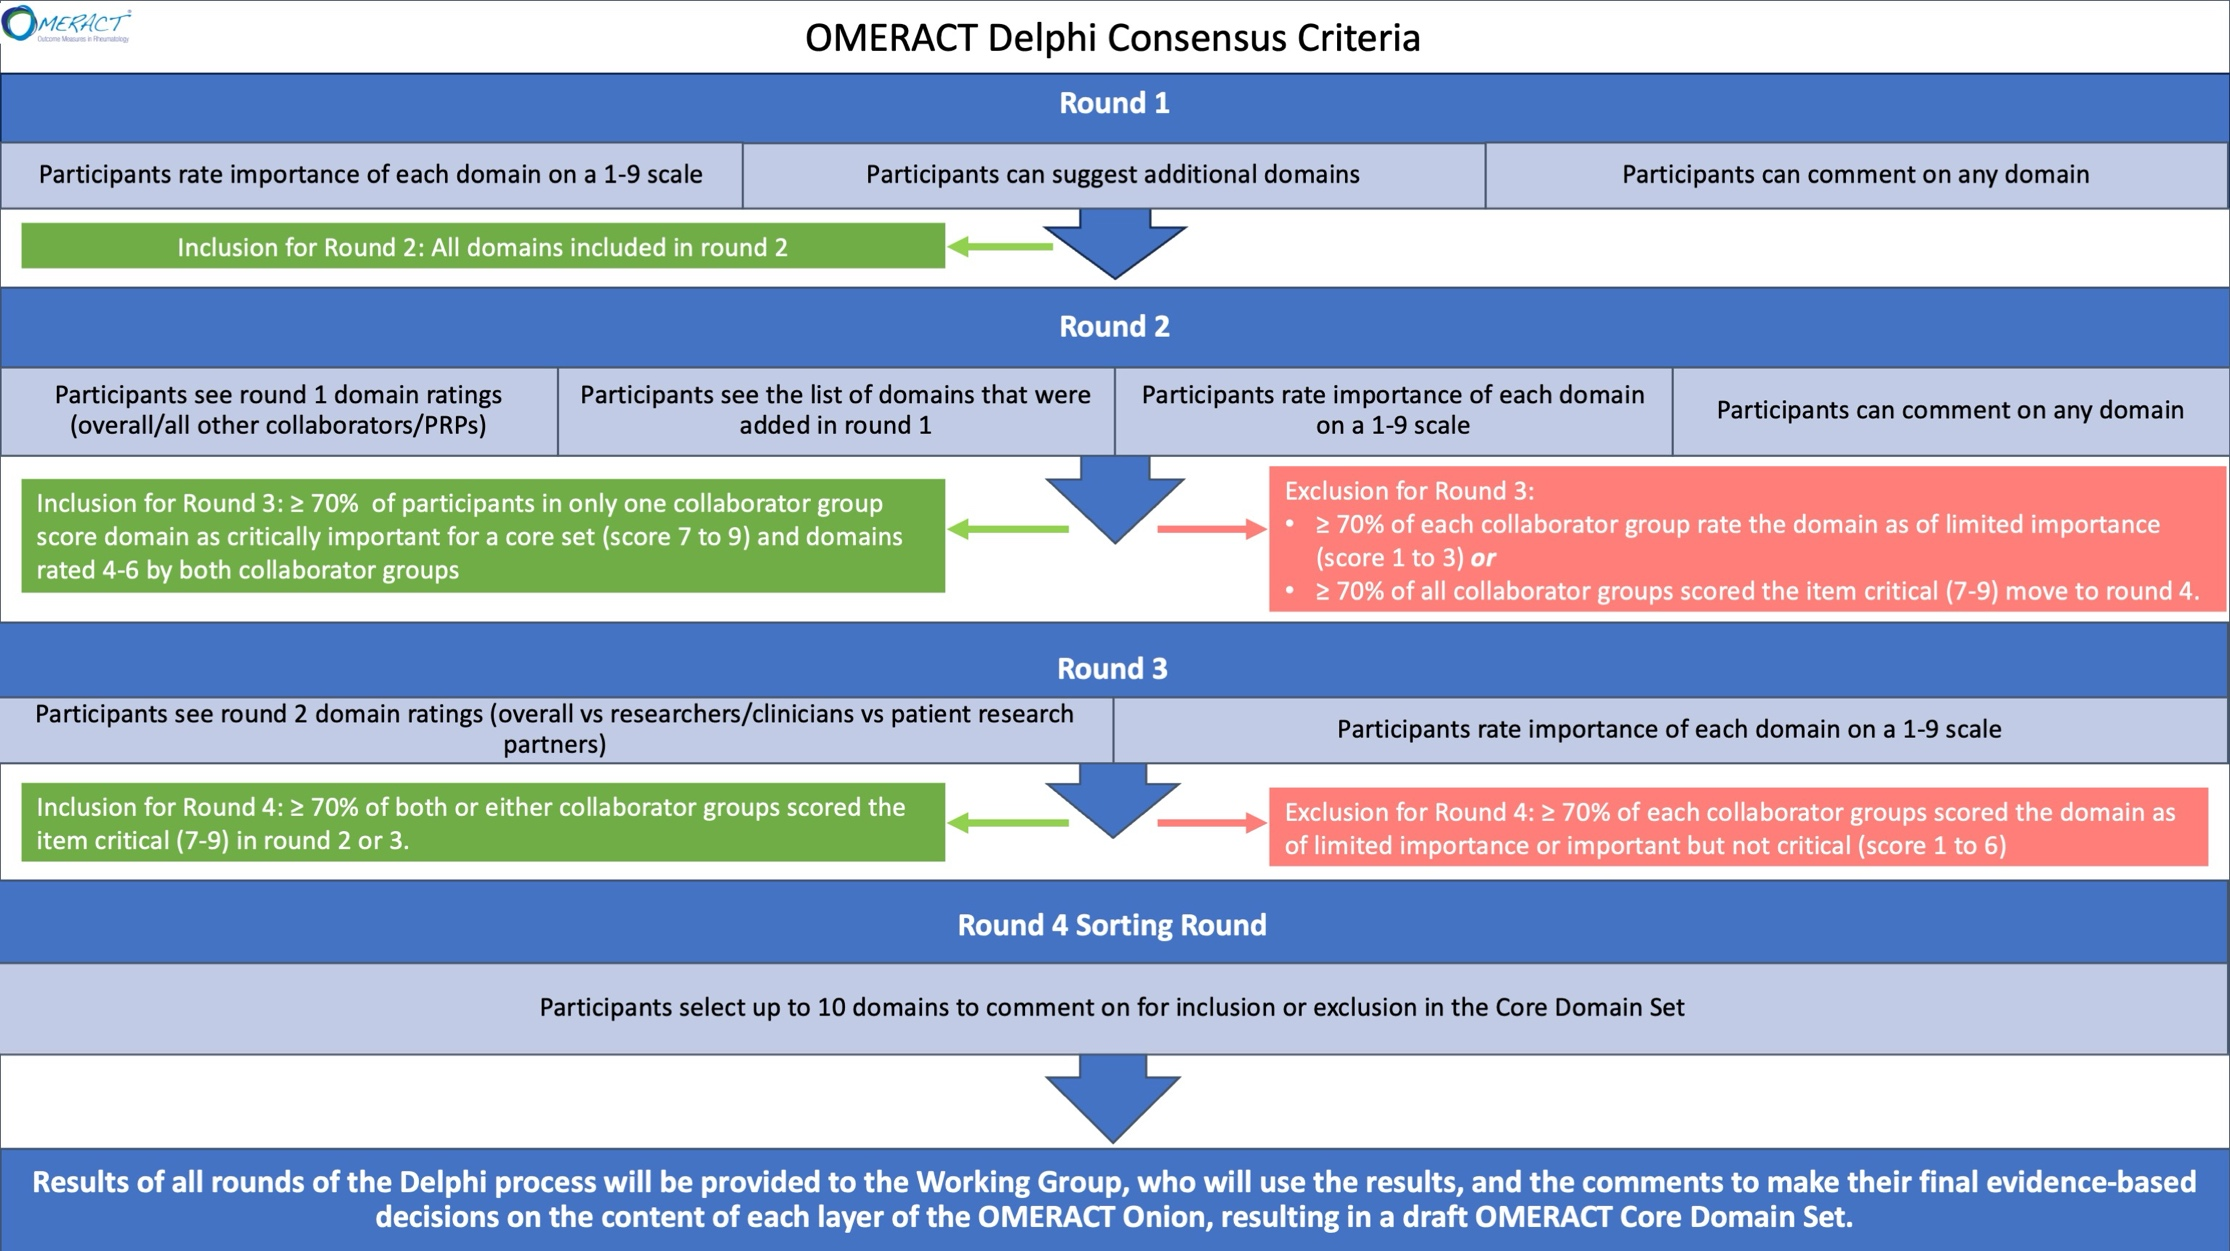 OMERACT®
Outcome Measures in Rheumatology
OMERACT Delphi Consensus Criteria
Round 1
Participants rate importance of each domain on a 1-9 scale
Participants can suggest additional domains
Participants can comment on any domain
Inclusion for Round 2: All domains included in round 2
Round 2
Participants see round 1 domain ratings
(overall/all other collaborators/PRPs)
Participants see the list of domains that were
added in round 1
Participants rate importance of each domain
on a 1-9 scale
Participants can comment on any domain
Inclusion for Round 3: ≥ 70% of participants in only one collaborator group
score domain as critically important for a core set (score 7 to 9) and domains
rated 4-6 by both collaborator groups
Exclusion for Round 3:
• ≥ 70% of each collaborator group rate the domain as of limited importance
(score 1 to 3) or
• ≥ 70% of all collaborator groups scored the item critical (7-9) move to round 4.
Round 3
Participants see round 2 domain ratings (overall vs researchers/clinicians vs patient research
partners)
Participants rate importance of each domain on a 1-9 scale
Inclusion for Round 4: ≥ 70% of both or either collaborator groups scored the
item critical (7-9) in round 2 or 3.
Exclusion for Round 4: ≥ 70% of each collaborator groups scored the domain as
of limited importance or important but not critical (score 1 to 6)
Round 4 Sorting Round
Participants select up to 10 domains to comment on for inclusion or exclusion in the Core Domain Set
Results of all rounds of the Delphi process will be provided to the Working Group, who will use the results, and the comments to make their final evidence-based
decisions on the content of each layer of the OMERACT Onion, resulting in a draft OMERACT Core Domain Set.